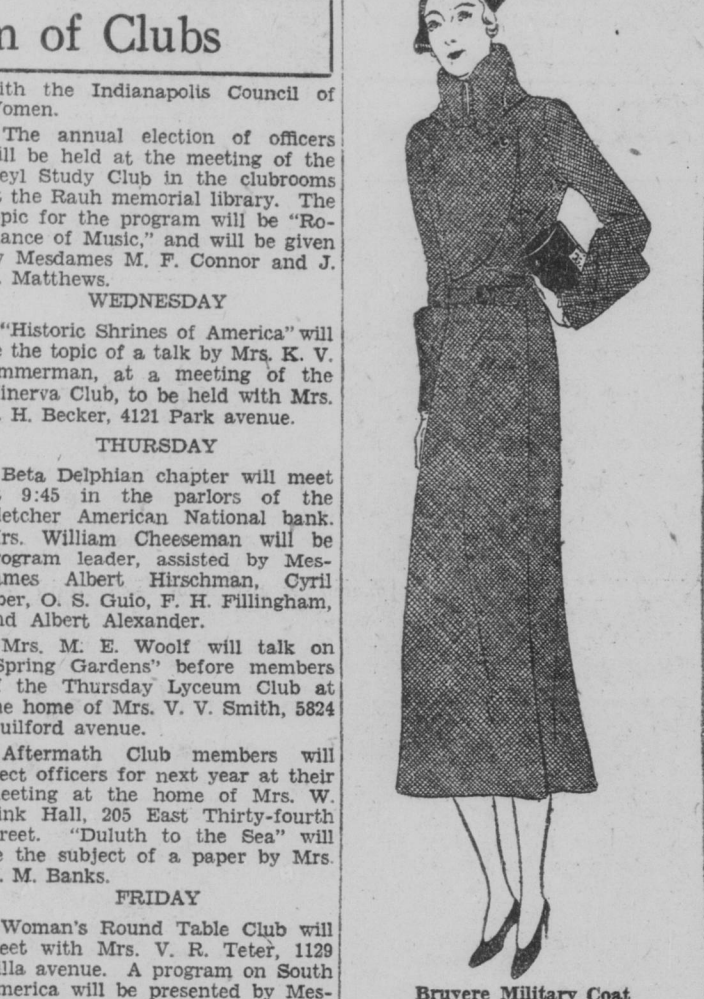 n of Clubs
ith the Indianapolis Council of
omen.
The annual election of officers
ill be held at the meeting of the
eyl Study Club in the clubrooms
the Rauh memorial library. The
pic for the program will be "Ro-
ance of Music," and will be given
y Mesdames M. F. Connor and J.
. Matthews.
WEDNESDAY
"Historic Shrines of America" will
e the topic of a talk by Mrs. K. V.
mmerman, at a meeting of the
inerva Club, to be held with Mrs.
. H. Becker, 4121 Park avenue.
THURSDAY
Beta Delphian chapter will meet
9:45 in the parlors of the
letcher American National bank.
rs. William Cheeseman will be
rogram leader, assisted by Mes-
ames Albert Hirschman, Cyril
ber, O. S. Guio, F. H. Fillingham,
nd Albert Alexander.
Mrs. M. E. Woolf will talk on
Spring Gardens" before members
the Thursday Lyceum Club at
he home of Mrs. V. V. Smith, 5824
uilford avenue.
Aftermath Club members will
ect officers for next year at their
eeting at the home of Mrs. W.
ink Hall, 205 East Thirty-fourth
reet. "Duluth to the Sea" will
e the subject of a paper by Mrs.
. M. Banks.
FRIDAY
Woman's Round Table Club will
eet with Mrs. V. R. Teter, 1129
lla avenue. A program on South
merica will be presented by Mes-
Bruyere Military Coat